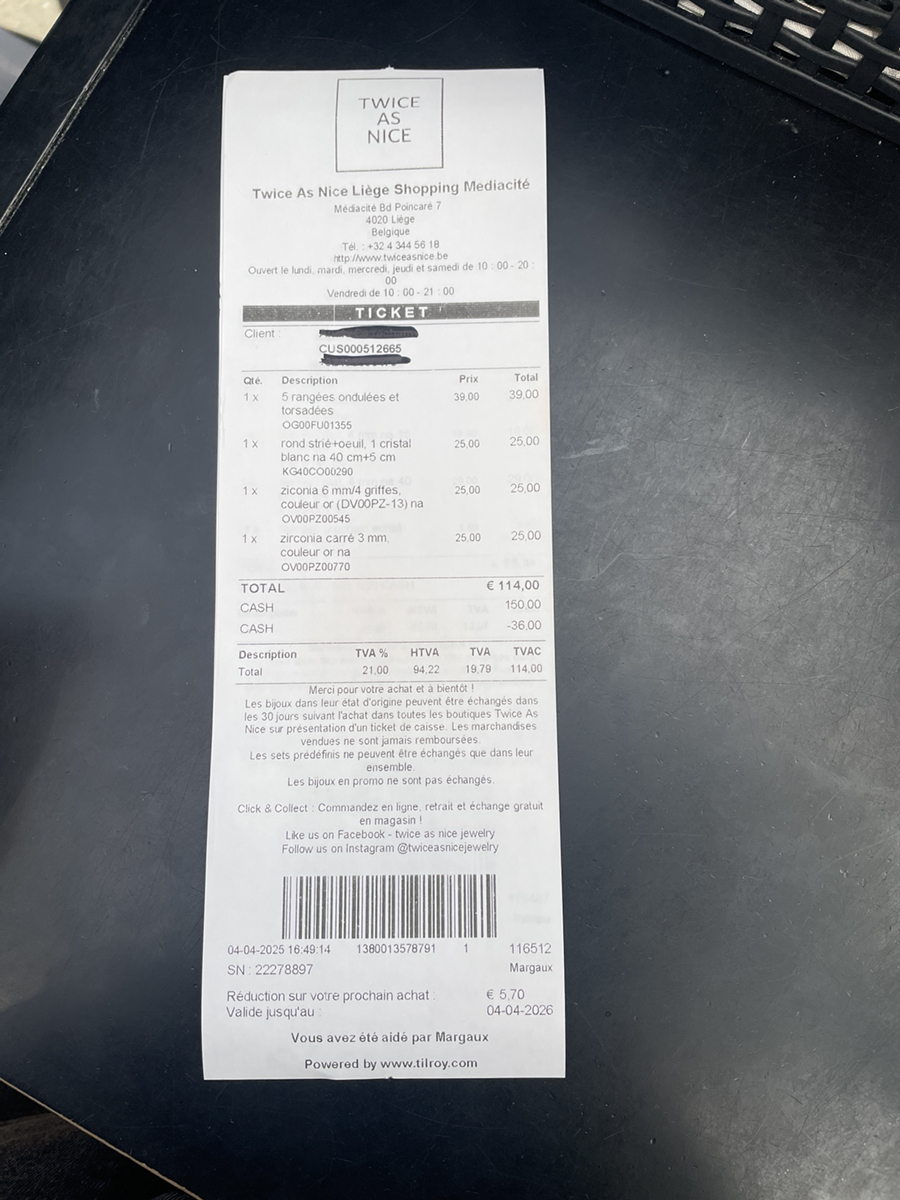 TWICE
AS
NICE
Twice As Nice Liège Shopping Mediacité
Médiacité Bd Poincaré 7
4020 Liège
Belgique
Tél. : +32 4 344 56 18
http://www.twiceasnice.be
Ouvert le lundi, mardi, mercredi, jeudi et samedi de 10 : 00 - 20 :
00
Vendredi de 10 : 00 - 21 : 00
TICKET
Client :
CUS000512665
Qté. Description Prix Total
1 x 5 rangées ondulées et 39,00 39,00
torsadées
OG00FU01355
1 x rond strié+oeuil, 1 cristal 25,00 25,00
blanc na 40 cm+5 cm
KG40CO00290
1 x ziconia 6 mm/4 griffes, 25,00 25,00
couleur or (DV00PZ-13) na
OV00PZ00545
1 x zirconia carré 3 mm, 25,00 25,00
couleur or na
OV00PZ00770
TOTAL € 114,00
CASH 150,00
CASH -36,00
Description TVA % HTVA TVA TVAC
Total 21,00 94,22 19,79 114,00
Merci pour votre achat et à bientôt !
Les bijoux dans leur état d'origine peuvent être échangés dans
les 30 jours suivant l'achat dans toutes les boutiques Twice As
Nice sur présentation d'un ticket de caisse. Les marchandises
vendues ne sont jamais remboursées.
Les sets prédéfinis ne peuvent être échangés que dans leur
ensemble.
Les bijoux en promo ne sont pas échangés.
Click & Collect : Commandez en ligne, retrait et échange gratuit
en magasin !
Like us on Facebook - twice as nice jewelry
Follow us on Instagram @twiceasnicejewelry
04-04-2025 16:49:14 1380013578791 1 116512
SN : 22278897 Margaux
Réduction sur votre prochain achat : € 5,70
Valide jusqu'au : 04-04-2026
Vous avez été aidé par Margaux
Powered by www.tilroy.com